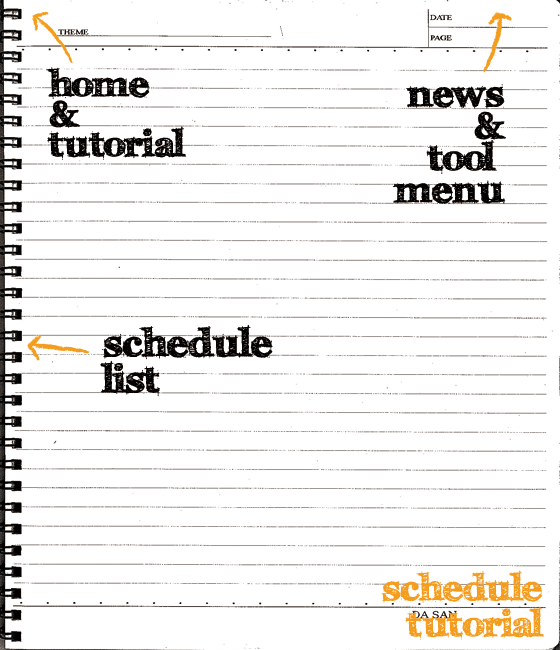 DATE
THEME
PAGE
home
&
tutorial
news
&
tool
menu
schedule
list
schedule
DA SAN
tutorial